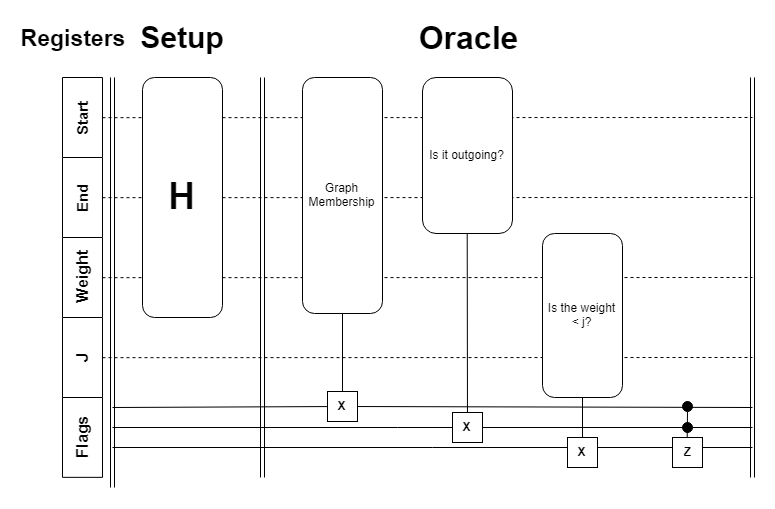 Registers
Setup
Oracle
Start
End
Weight
J
Flags
H
Graph
Membership
Is it outgoing?
Is the weight
< j?
X
X
X
Z